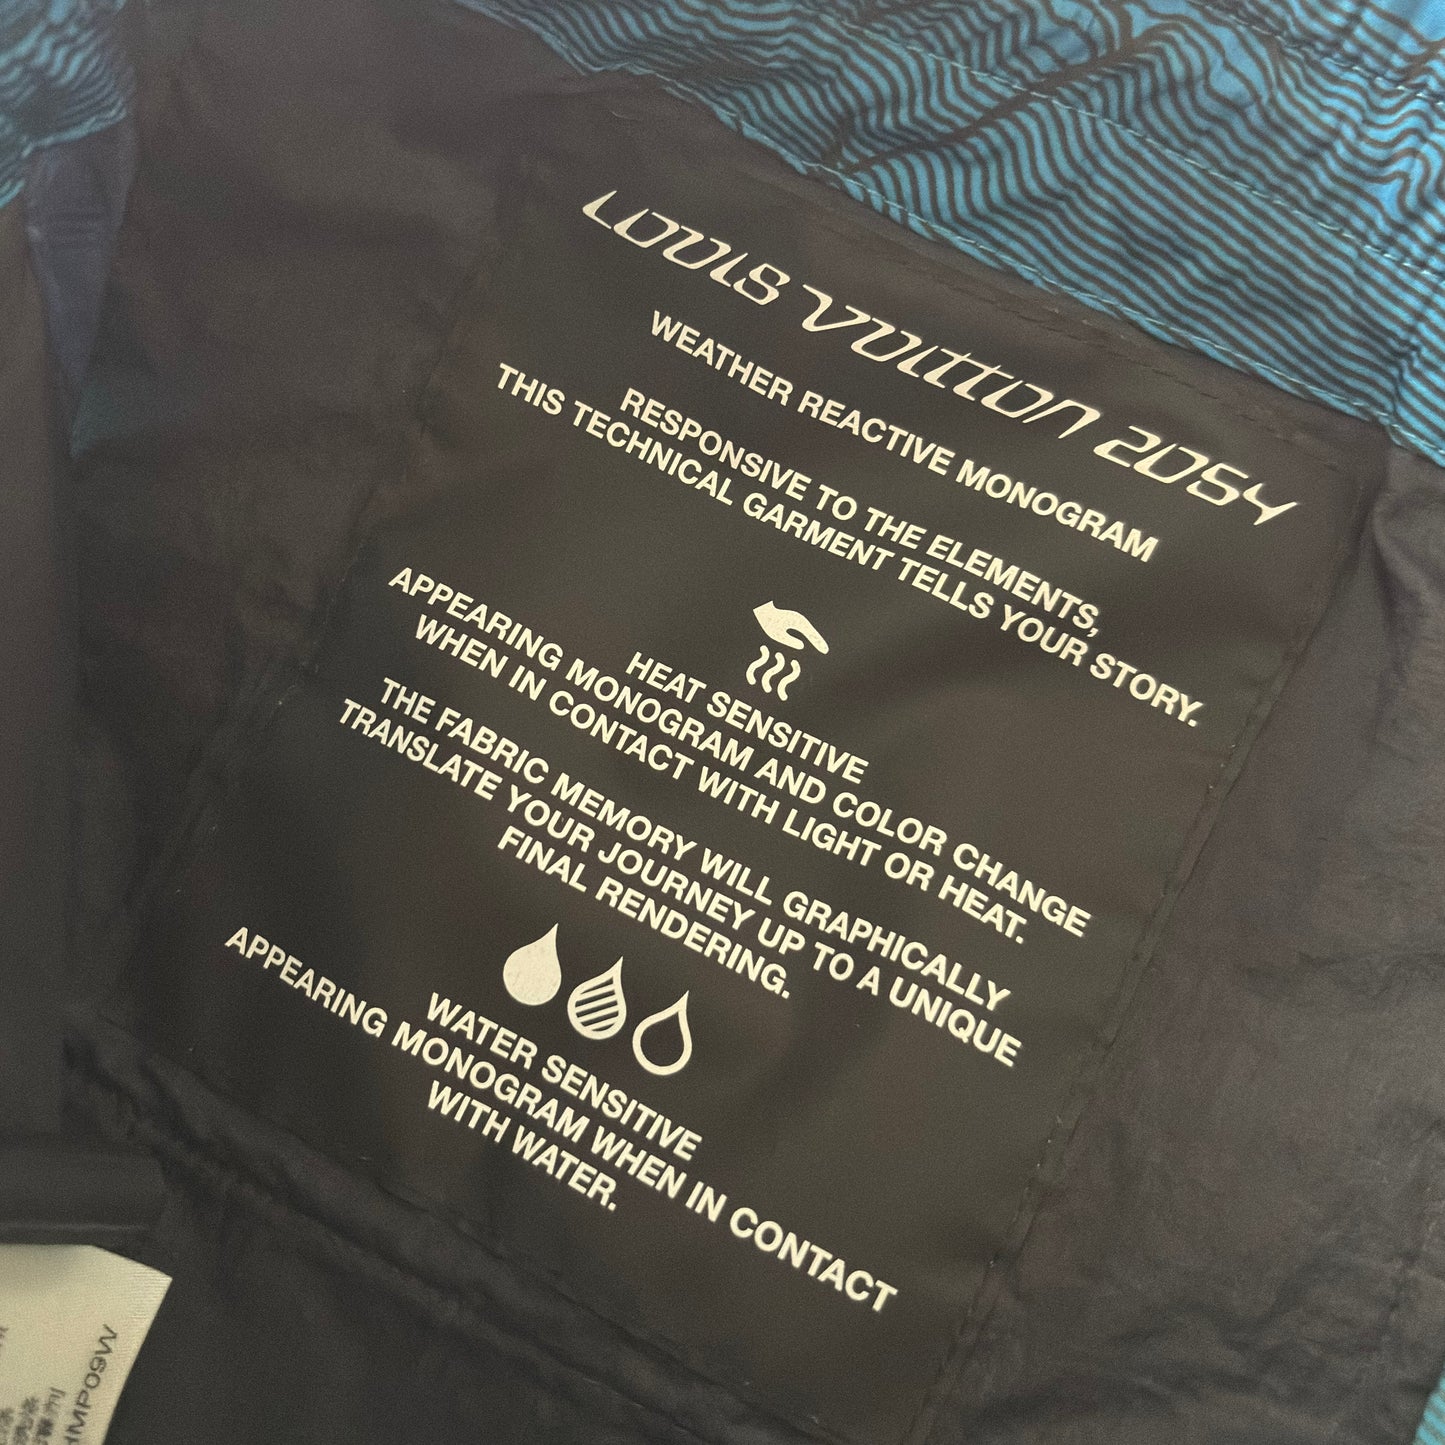 LOUIS VUITTON 2054
WEATHER REACTIVE MONOGRAM
RESPONSIVE TO THE ELEMENTS,
THIS TECHNICAL GARMENT TELLS YOUR STORY.
HEAT SENSITIVE
APPEARING MONOGRAM AND COLOR CHANGE
WHEN IN CONTACT WITH LIGHT OR HEAT.
THE FABRIC MEMORY WILL GRAPHICALLY
TRANSLATE YOUR JOURNEY UP TO A UNIQUE
FINAL RENDERING.
WATER SENSITIVE
APPEARING MONOGRAM WHEN IN CONTACT
WITH WATER.
HMP09W